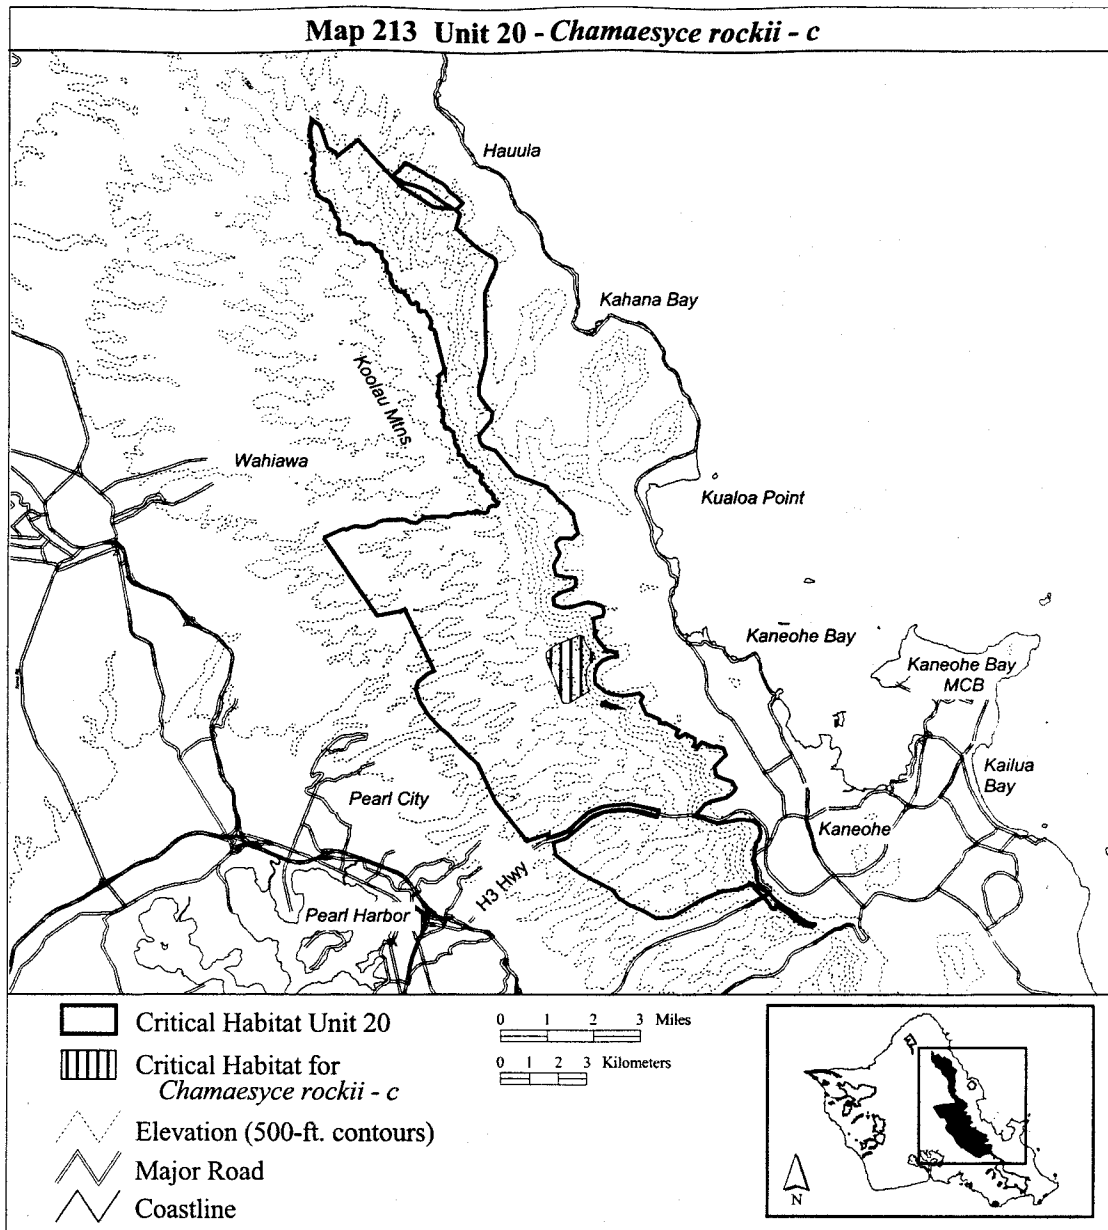 Map 213 Unit 20 - Chamaesyce rockii - c
Hauula
Kahana Bay
Koolau Mtns.
Wahiawa
Kualoa Point
Kaneohe Bay
Kaneohe Bay
MCB
Kailua
Bay
Pearl City
Kaneohe
H3 Hwy
Pearl Harbor
Critical Habitat Unit 20
Critical Habitat for
Chamaesyce rockii - c
Elevation (500-ft. contours)
Major Road
Coastline
0 1 2 3 Miles
0 1 2 3 Kilometers
N